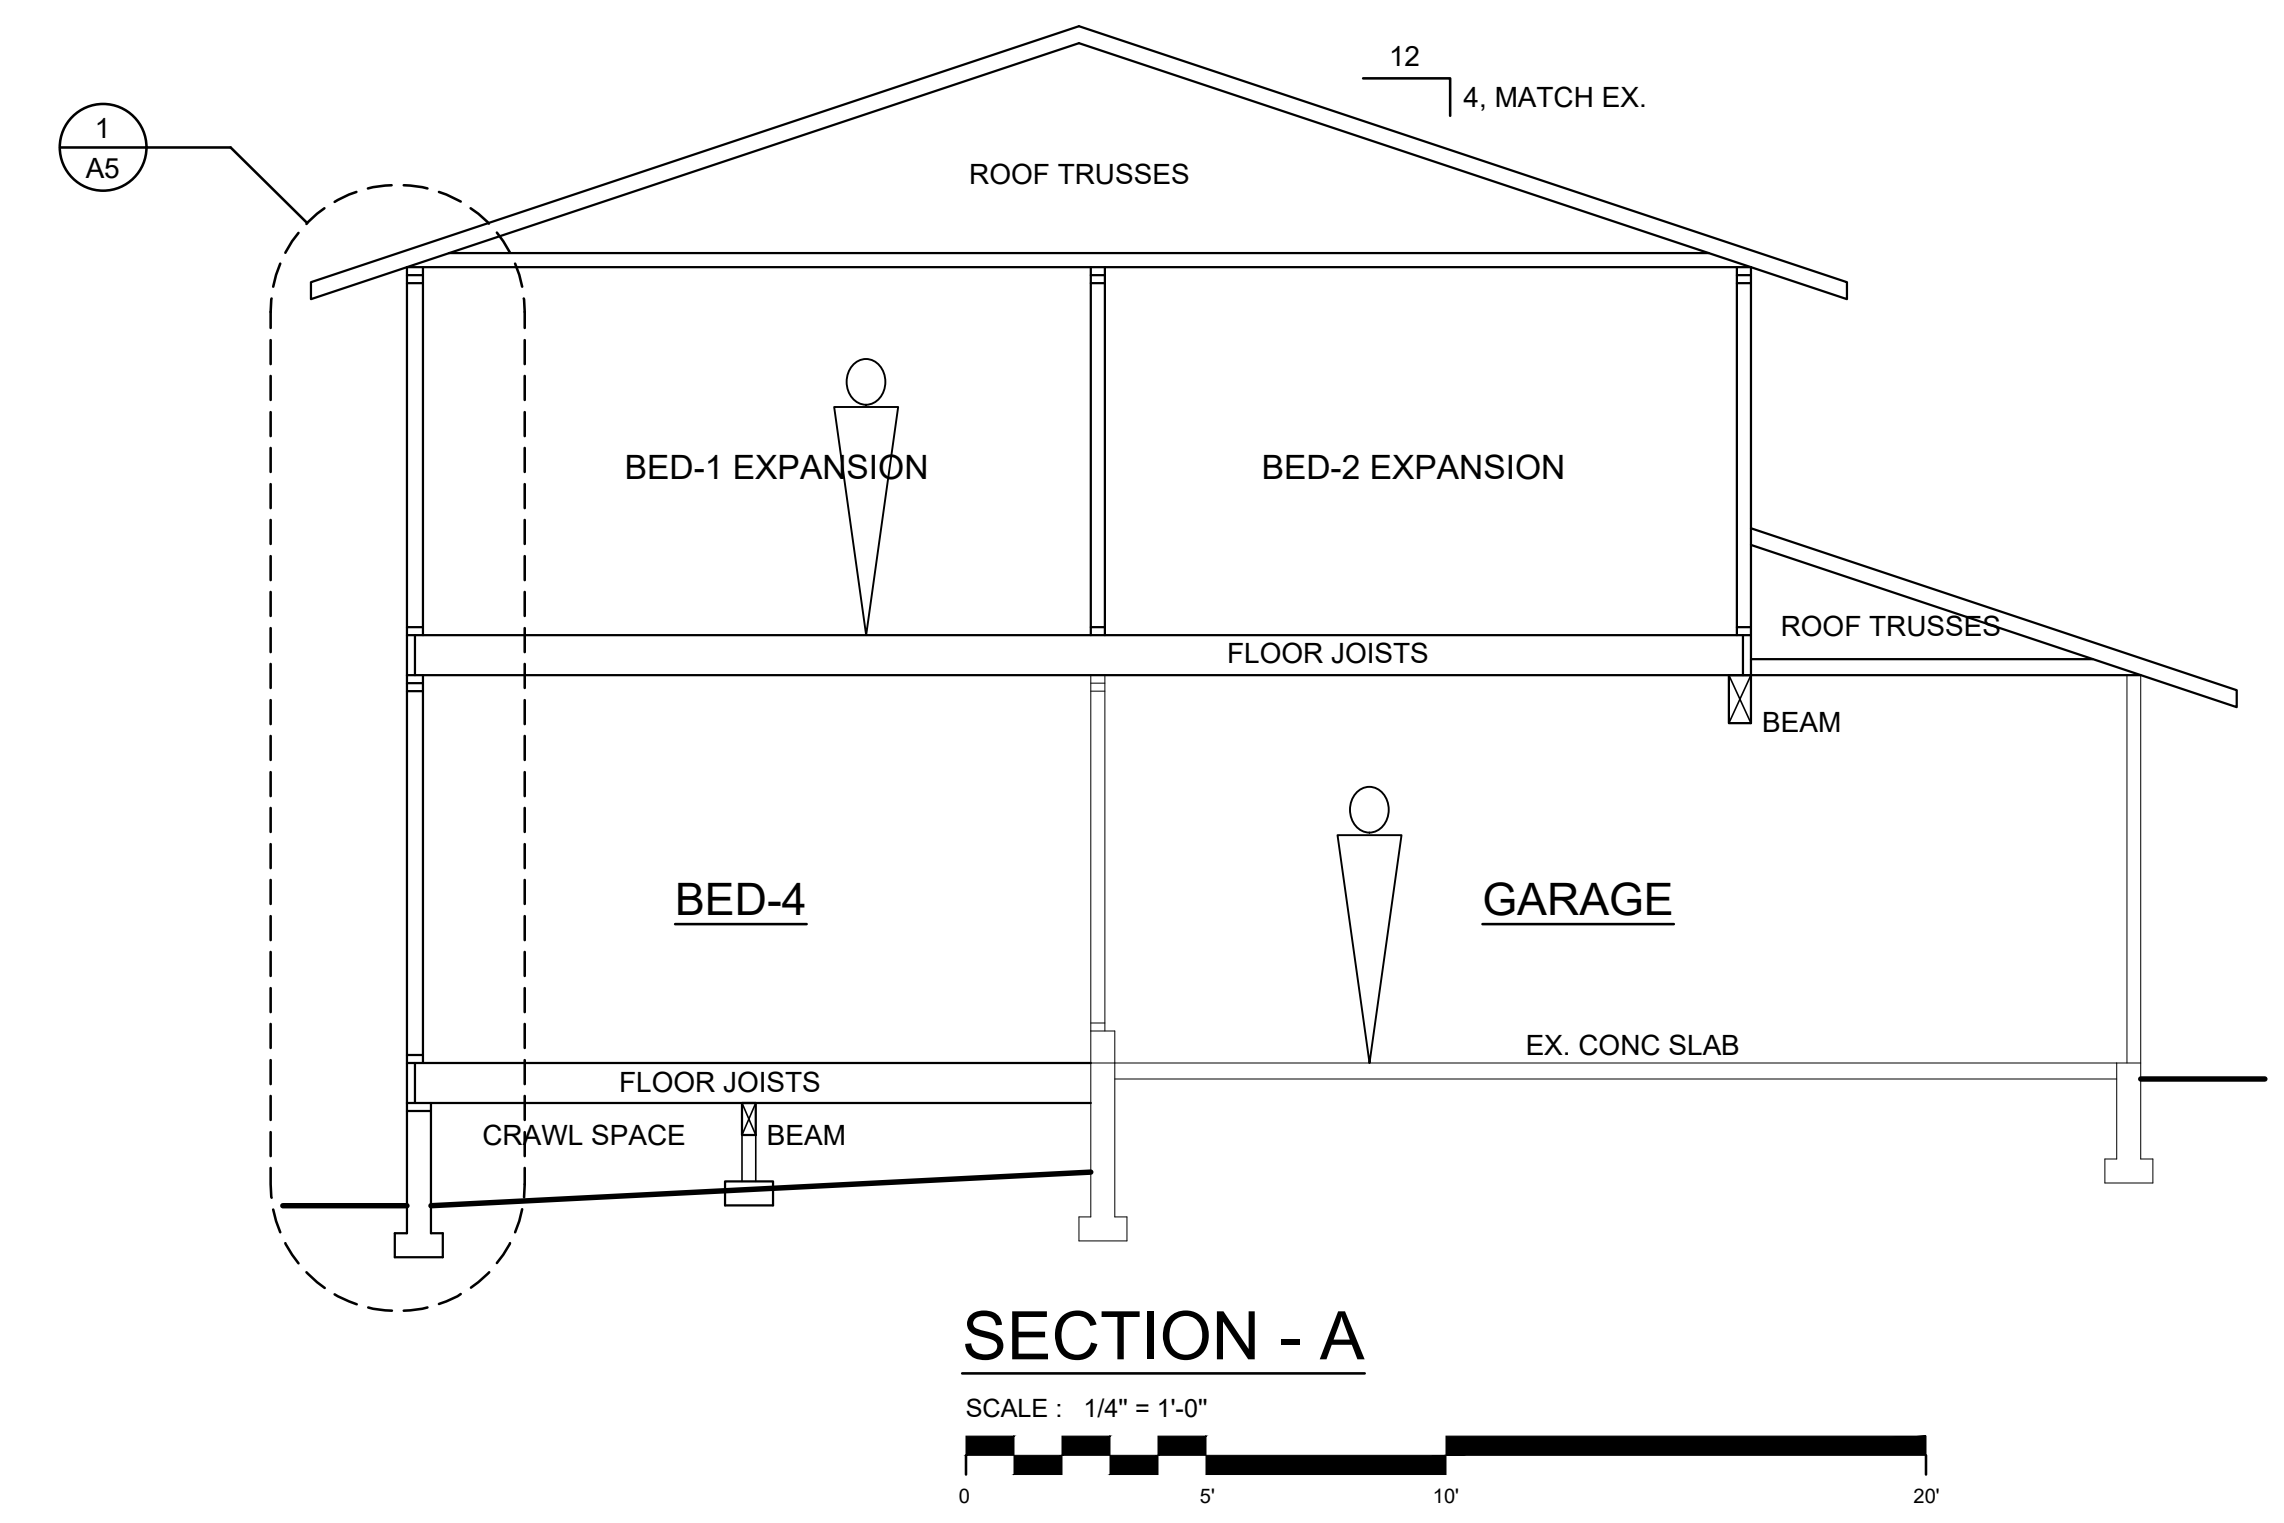 12
4, MATCH EX.
1
A5
ROOF TRUSSES
BED-1 EXPANSION
BED-2 EXPANSION
ROOF TRUSSES
FLOOR JOISTS
BEAM
BED-4
GARAGE
EX. CONC SLAB
FLOOR JOISTS
CRAWL SPACE
BEAM
SECTION - A
SCALE : 1/4" = 1'-0"
0 5' 10' 20'